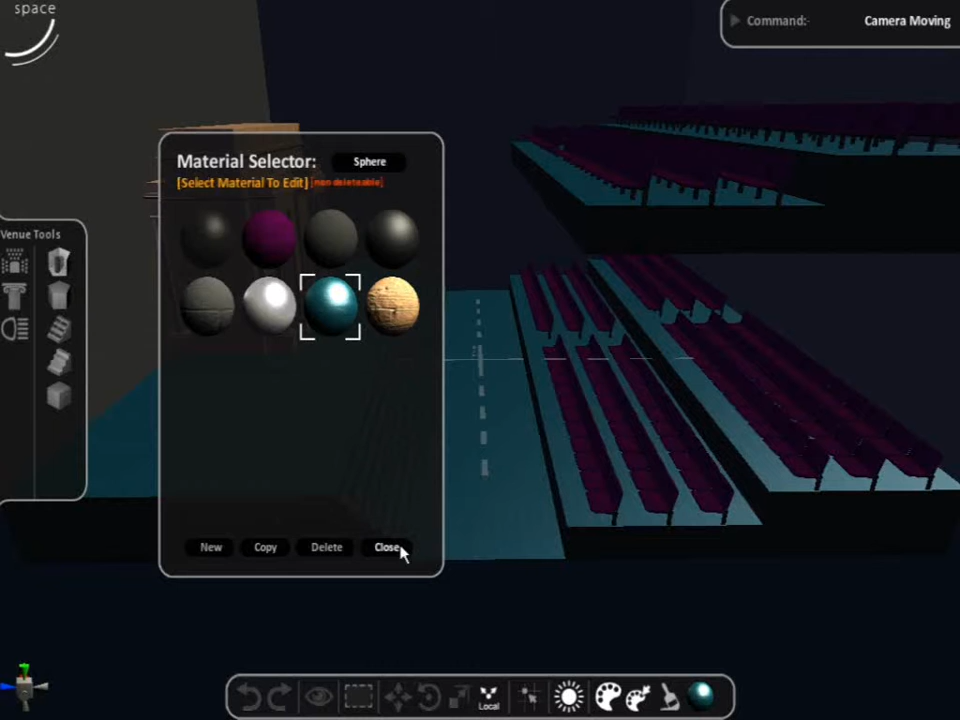 space
Command:
Camera Moving
Material Selector:
Sphere
[Select Material To Edit] [non deleteable]
Venue Tools
New
Copy
Delete
Close
Local